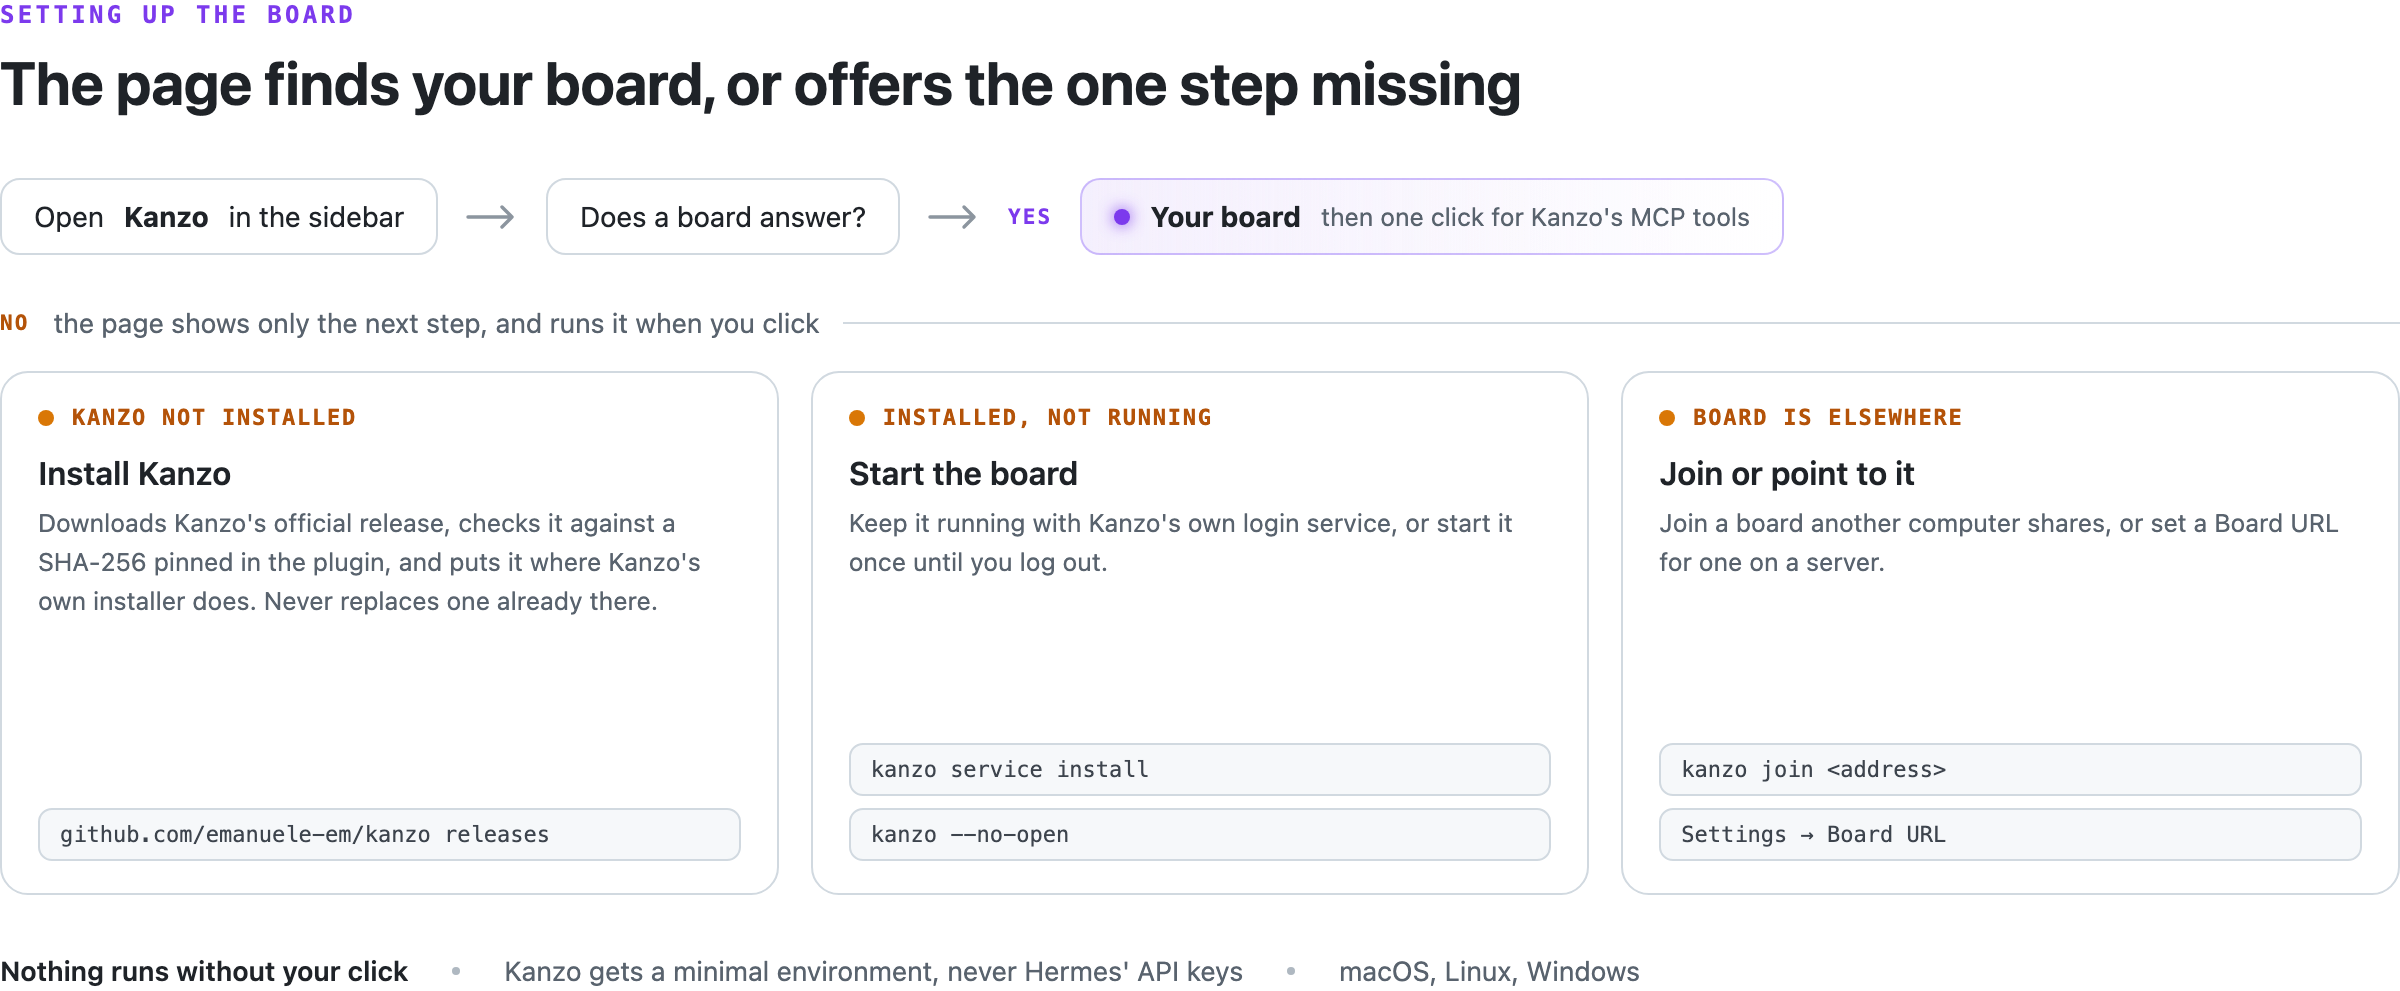 SETTING UP THE BOARD
The page finds your board, or offers the one step missing
Open Kanzo in the sidebar
Does a board answer?
YES
Your board then one click for Kanzo's MCP tools
NO the page shows only the next step, and runs it when you click
KANZO NOT INSTALLED
Install Kanzo
Downloads Kanzo's official release, checks it against a
SHA-256 pinned in the plugin, and puts it where Kanzo's
own installer does. Never replaces one already there.
github.com/emanuele-em/kanzo releases
INSTALLED, NOT RUNNING
Start the board
Keep it running with Kanzo's own login service, or start it
once until you log out.
kanzo service install
kanzo --no-open
BOARD IS ELSEWHERE
Join or point to it
Join a board another computer shares, or set a Board URL
for one on a server.
kanzo join <address>
Settings → Board URL
Nothing runs without your click • Kanzo gets a minimal environment, never Hermes' API keys • macOS, Linux, Windows